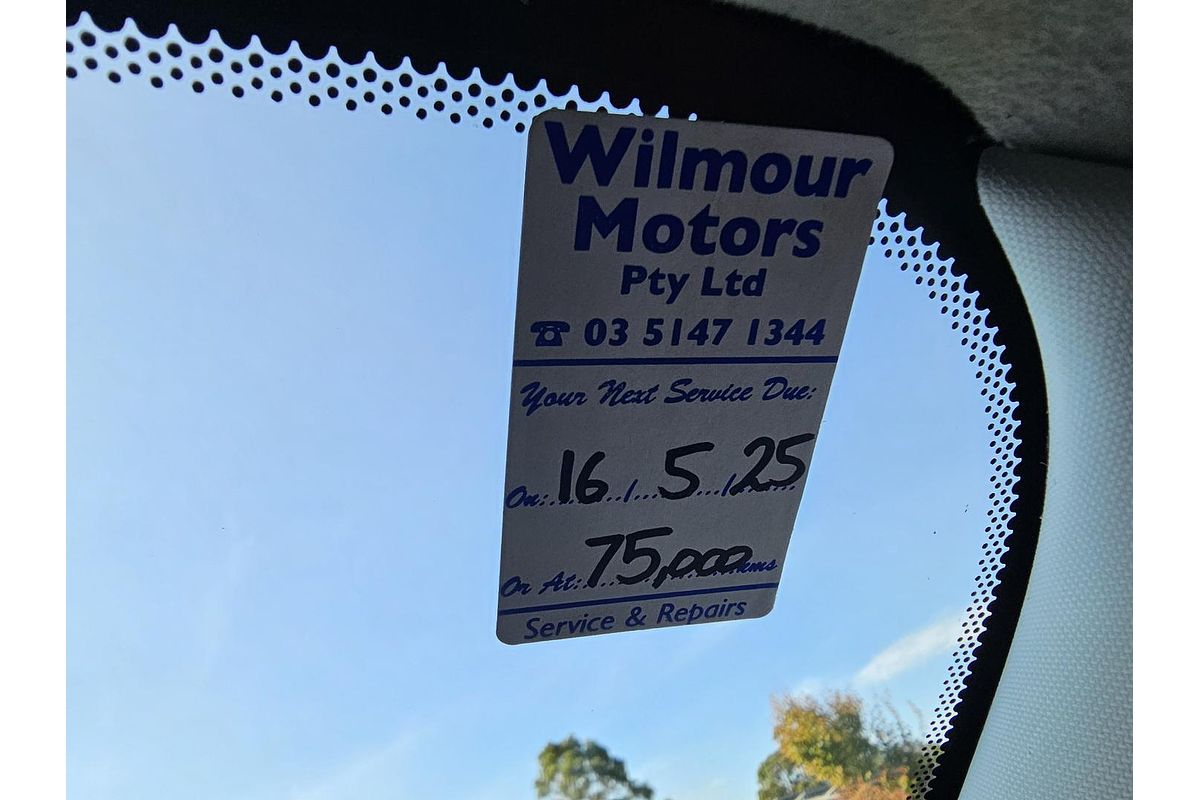 Wilmour
Motors
Pty Ltd
☎ 03 5147 1344
Your Next Service Due:
On: 16 / 5 / 25
Or At: 75,000 kms
Service & Repairs